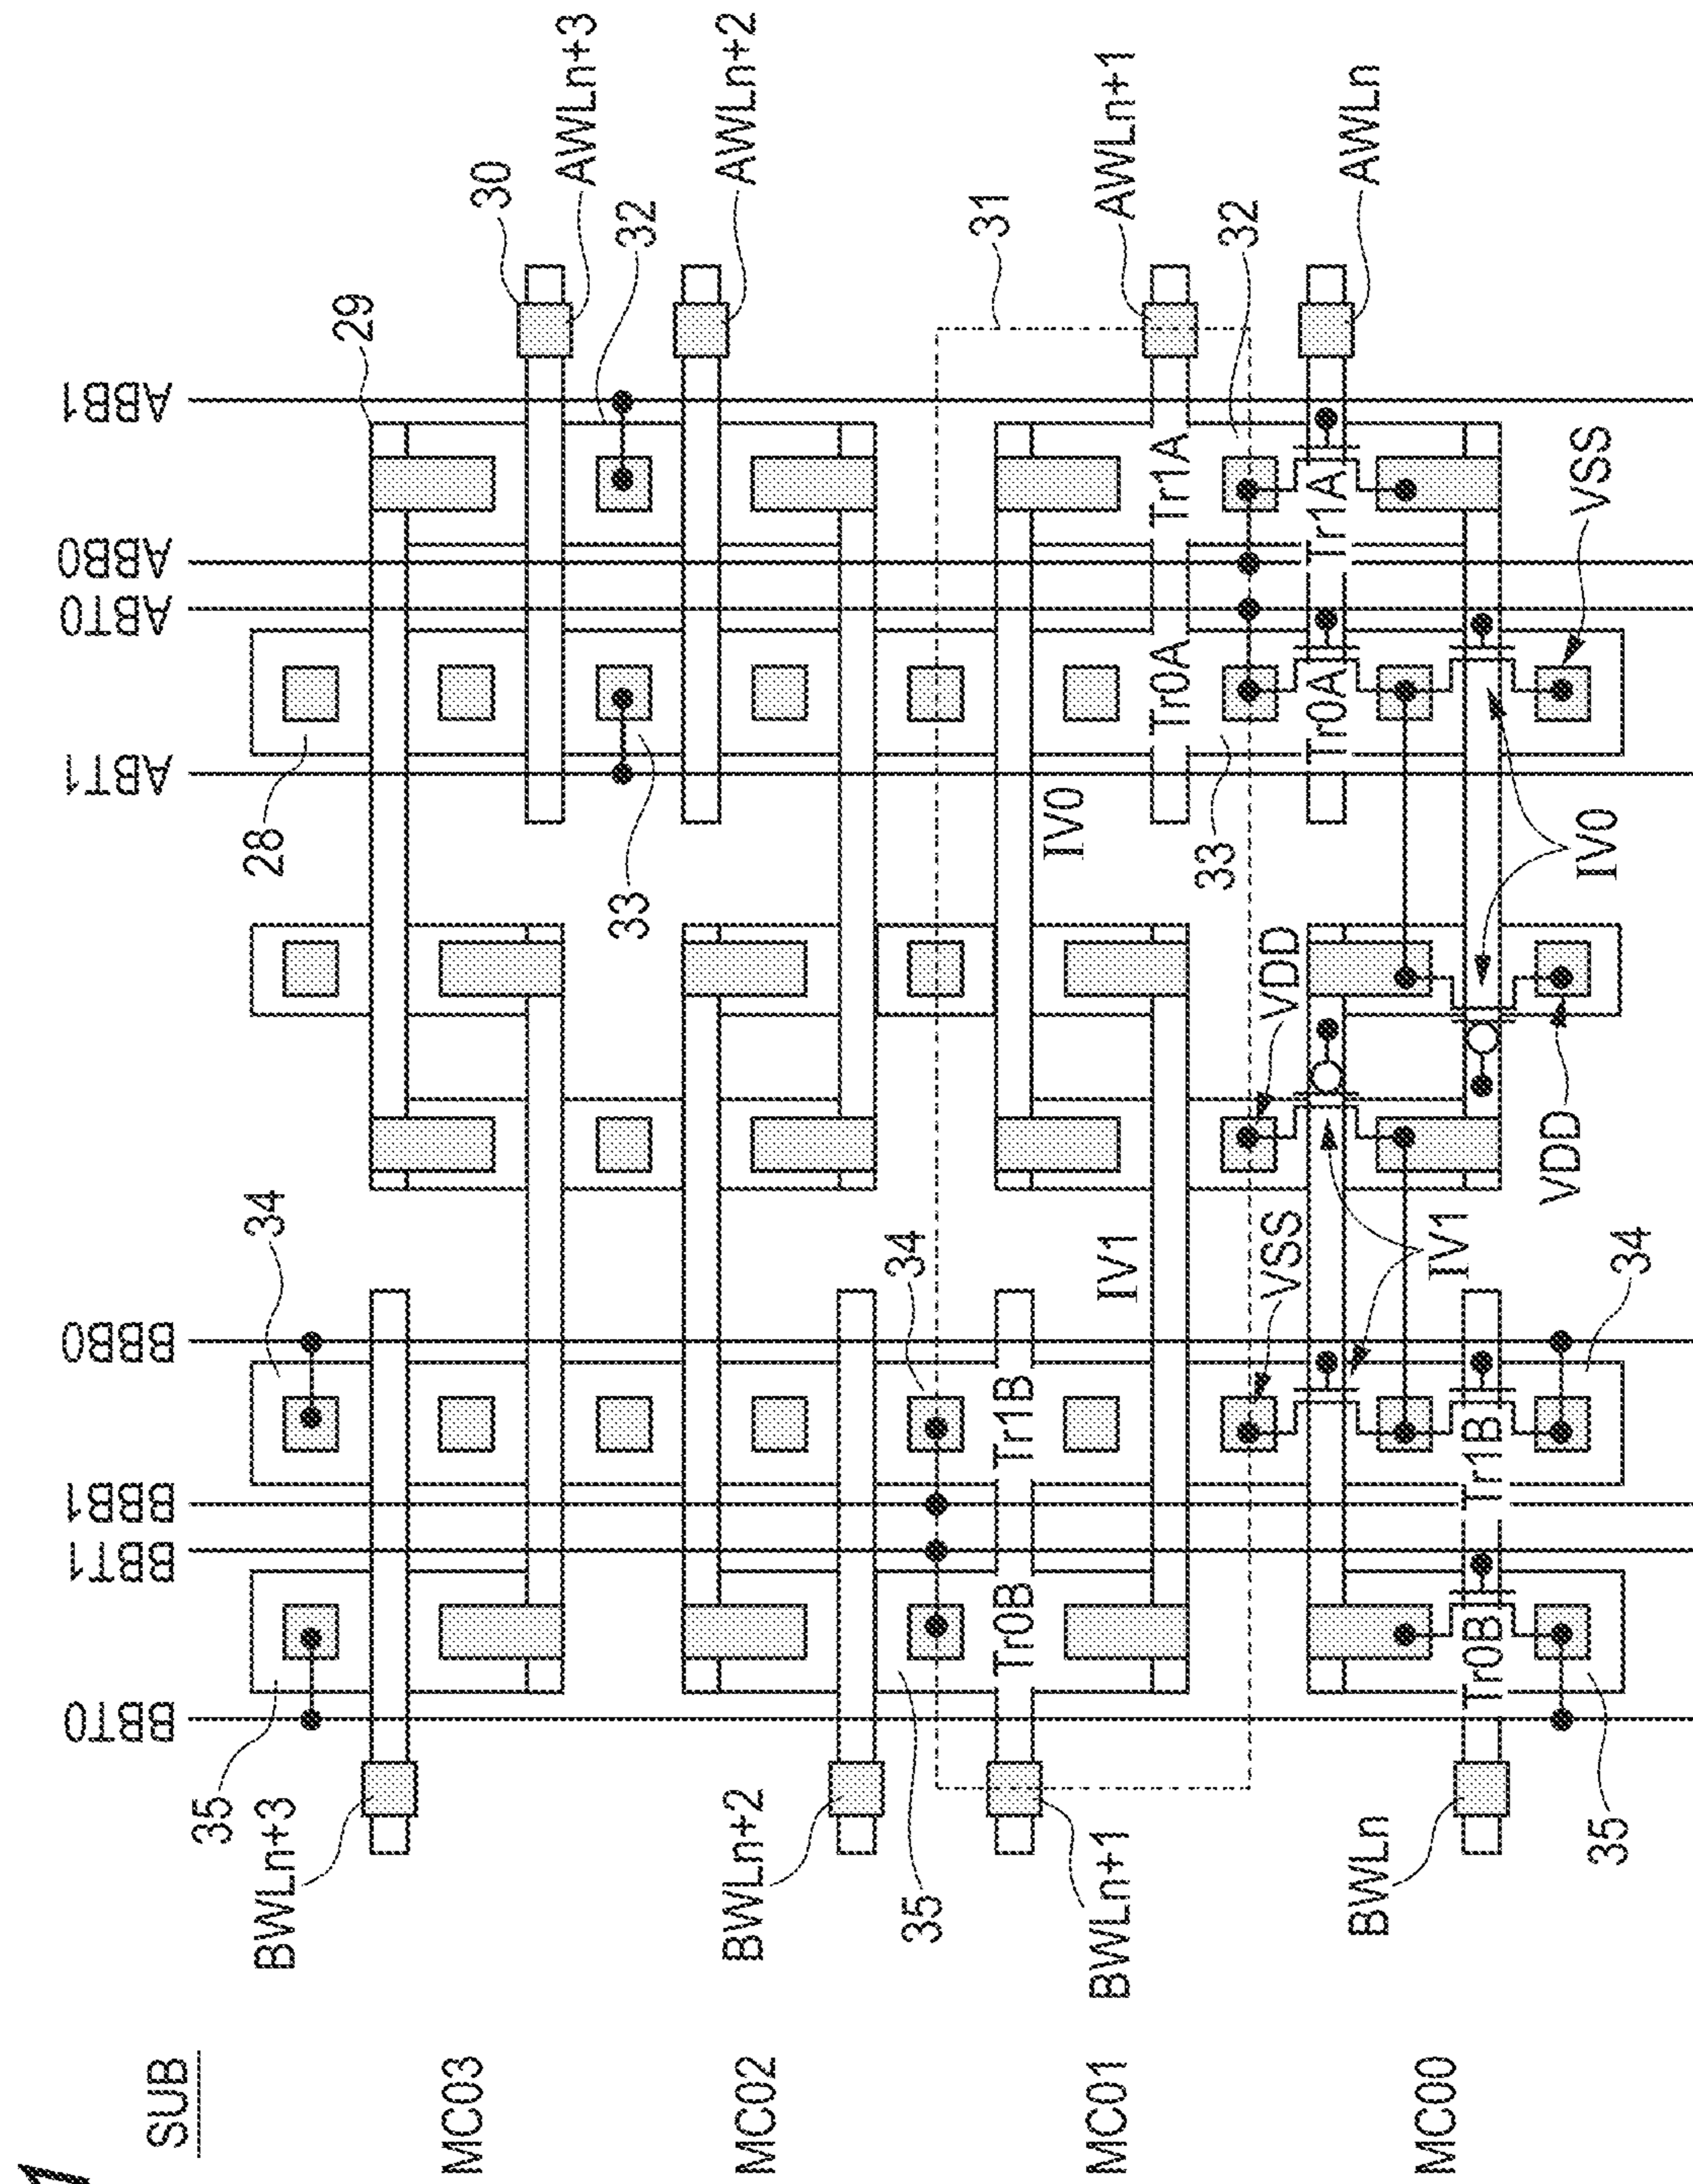 SUB
MC03
MC02
MC01
MC00
BBT0
BBT1
BBB1
BBB0
ABT1
ABT0
ABB0
ABB1
35
34
28
33
29
30
AWLn+3
32
AWLn+2
BWLn+3
BWLn+2
35
34
31
AWLn+1
BWLn+1
Tr0B
Tr1B
IV1
IV0
Tr0A
Tr1A
32
33
VSS
VDD
AWLn
Tr0A
Tr1A
BWLn
Tr0B
Tr1B
IV1
IV0
VSS
VDD
35
34